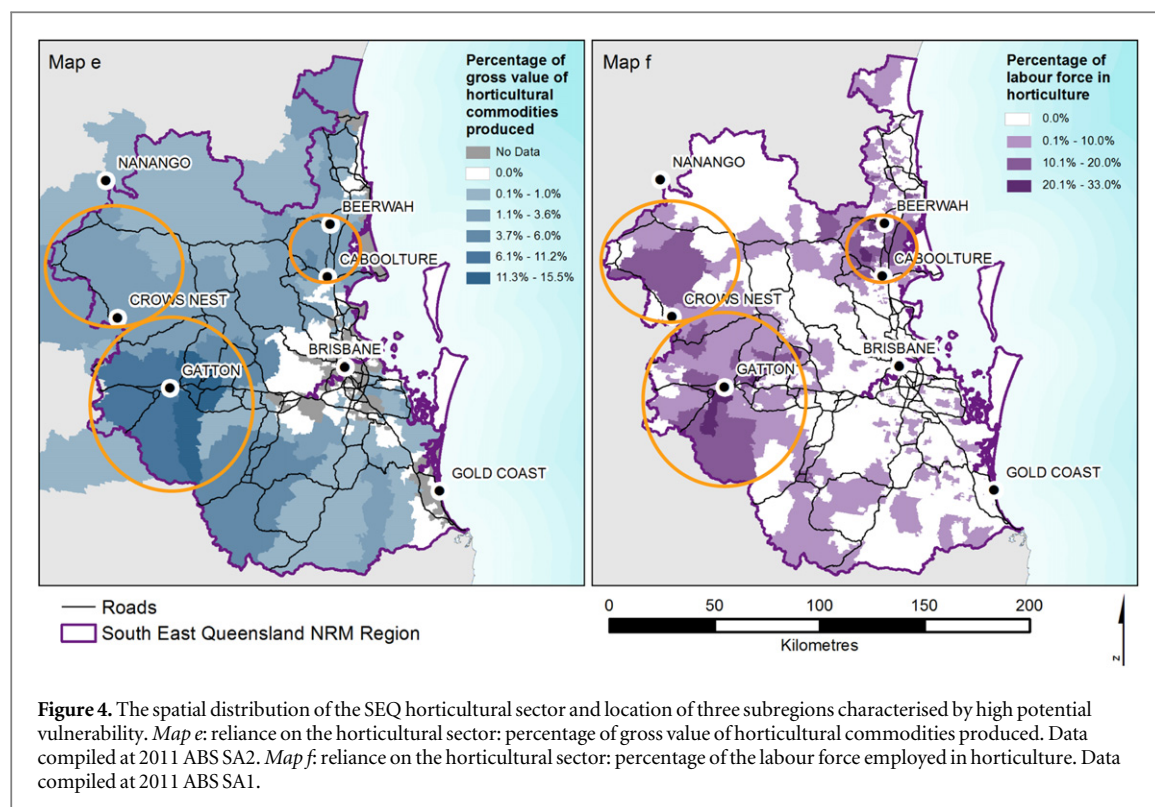 Map e
Percentage of
gross value of
horticultural
commodities
produced
No Data
0.0%
0.1% - 1.0%
1.1% - 3.6%
3.7% - 6.0%
6.1% - 11.2%
11.3% - 15.5%
NANANGO
BEERWAH
CABOOLTURE
CROWS NEST
BRISBANE
GATTON
GOLD COAST
Map f
Percentage of
labour force in
horticulture
0.0%
0.1% - 10.0%
10.1% - 20.0%
20.1% - 33.0%
NANANGO
BEERWAH
CABOOLTURE
CROWS NEST
BRISBANE
GATTON
GOLD COAST
Roads
South East Queensland NRM Region
0 50 100 150 200
Kilometres
N
Figure 4. The spatial distribution of the SEQ horticultural sector and location of three subregions characterised by high potential
vulnerability. Map e: reliance on the horticultural sector: percentage of gross value of horticultural commodities produced. Data
compiled at 2011 ABS SA2. Map f: reliance on the horticultural sector: percentage of the labour force employed in horticulture. Data
compiled at 2011 ABS SA1.